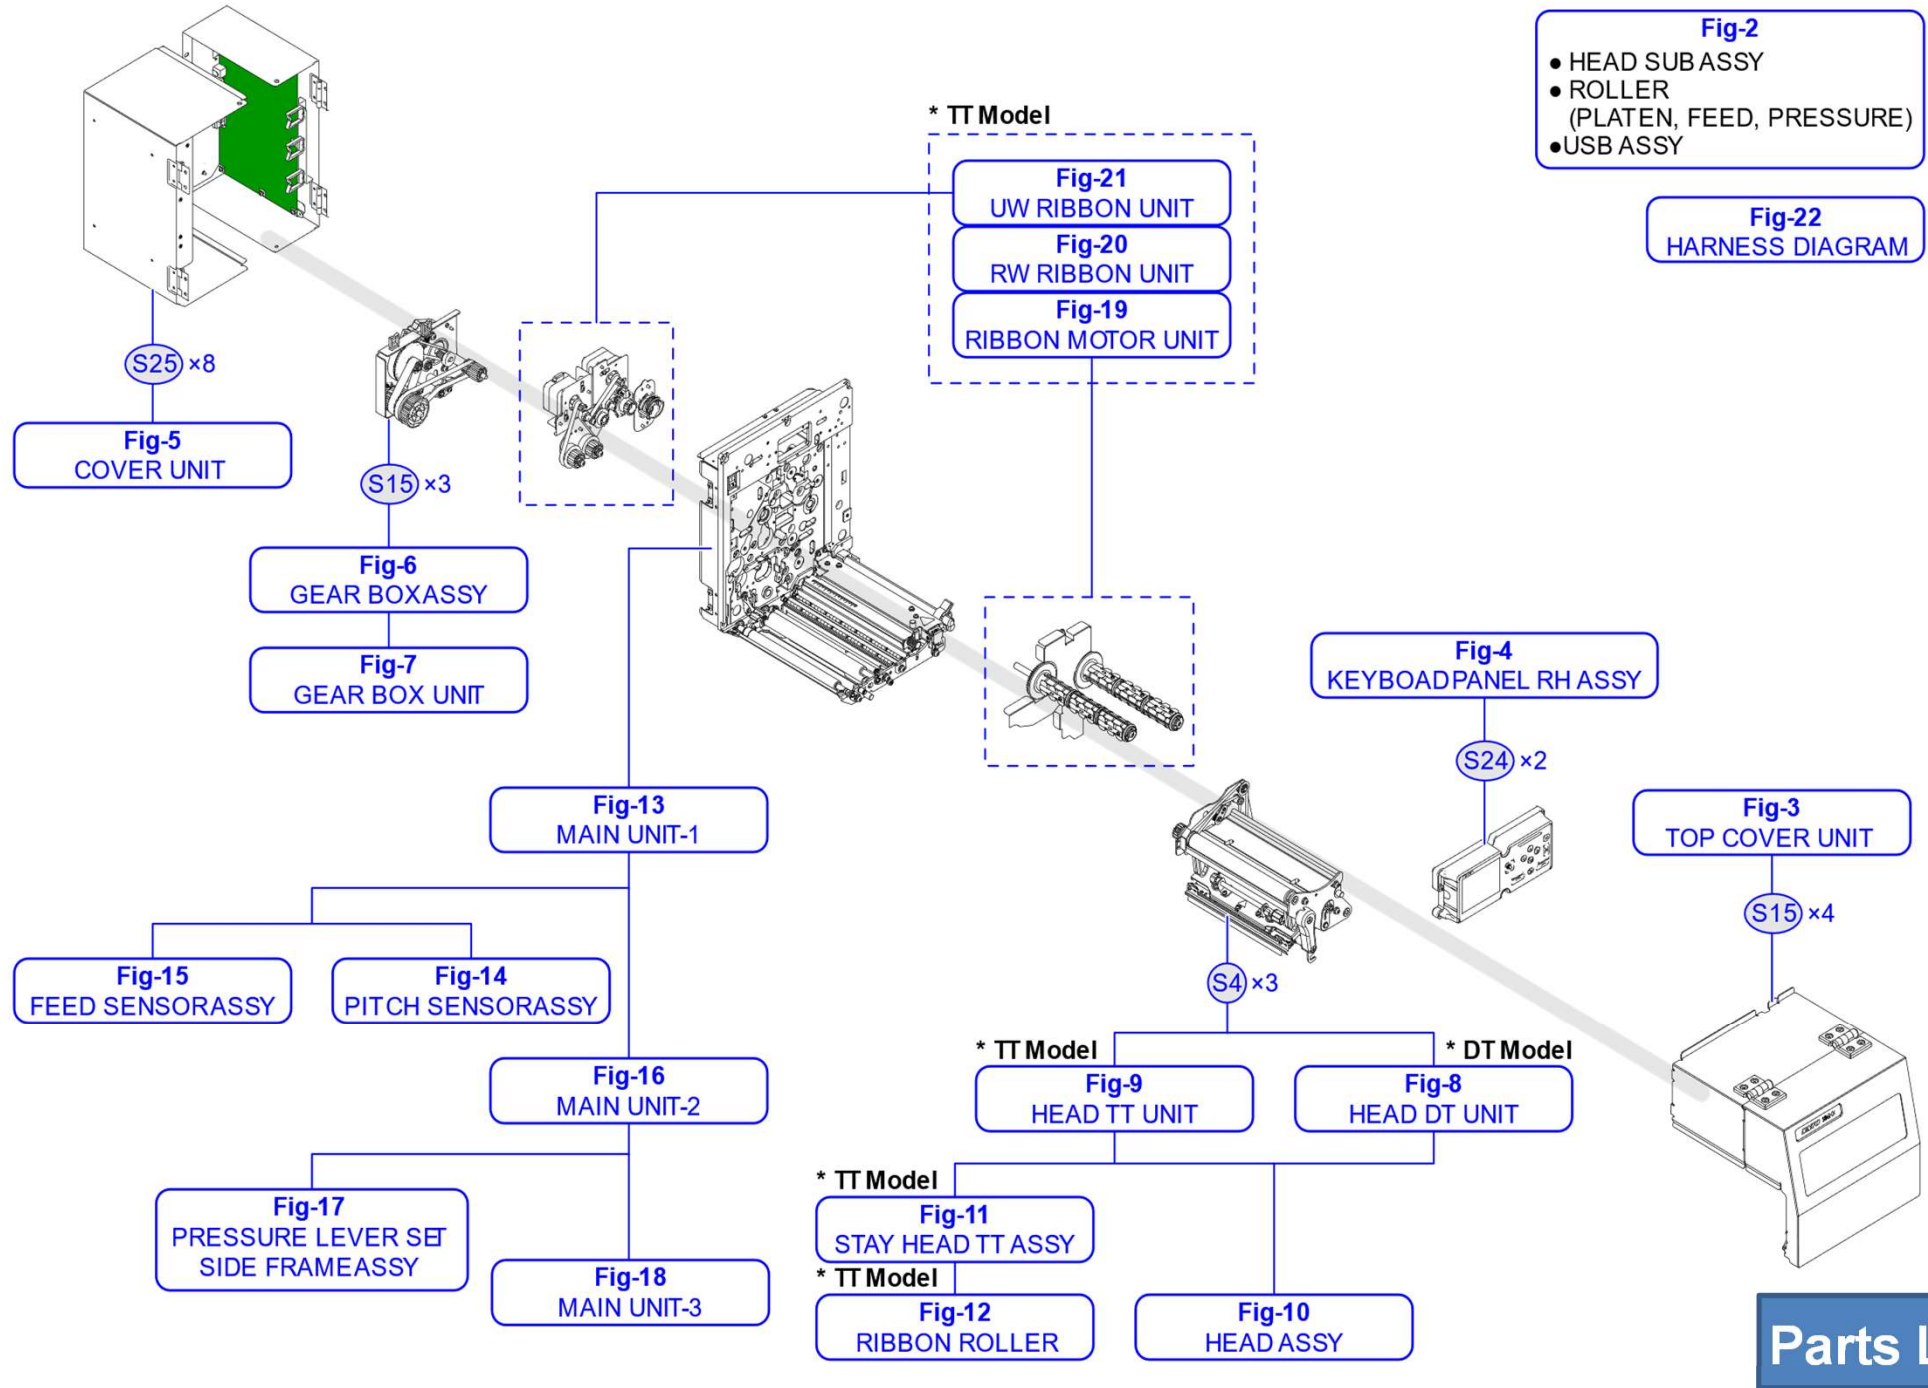 Fig-2
● HEAD SUB ASSY
● ROLLER
(PLATEN, FEED, PRESSURE)
●USB ASSY
Fig-22
HARNESS DIAGRAM
* TT Model
Fig-21
UW RIBBON UNIT
Fig-20
RW RIBBON UNIT
Fig-19
RIBBON MOTOR UNIT
S25 ×8
Fig-5
COVER UNIT
S15 ×3
Fig-6
GEAR BOXASSY
Fig-7
GEAR BOX UNIT
Fig-4
KEYBOADPANEL RH ASSY
S24 ×2
Fig-3
TOP COVER UNIT
S15 ×4
Fig-13
MAIN UNIT-1
Fig-15
FEED SENSORASSY
Fig-14
PITCH SENSORASSY
Fig-16
MAIN UNIT-2
Fig-17
PRESSURE LEVER SET
SIDE FRAMEASSY
Fig-18
MAIN UNIT-3
S4 ×3
* TT Model
Fig-9
HEAD TT UNIT
* DT Model
Fig-8
HEAD DT UNIT
* TT Model
Fig-11
STAY HEAD TT ASSY
* TT Model
Fig-12
RIBBON ROLLER
Fig-10
HEAD ASSY
Parts L